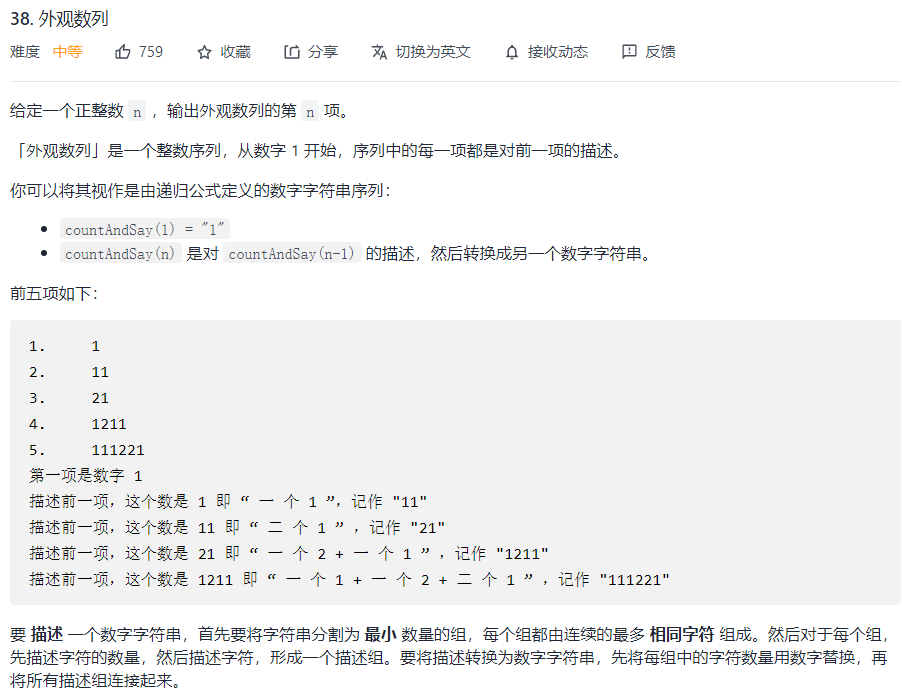 38. 外观数列
难度 中等 759 收藏 分享 切换为英文 接收动态 反馈
给定一个正整数 n ，输出外观数列的第 n 项。
「外观数列」是一个整数序列，从数字 1 开始，序列中的每一项都是对前一项的描述。
你可以将其视作是由递归公式定义的数字字符串序列：
countAndSay(1) = "1"
countAndSay(n) 是对 countAndSay(n-1) 的描述，然后转换成另一个数字字符串。
前五项如下：
1. 1
2. 11
3. 21
4. 1211
5. 111221
第一项是数字 1
描述前一项，这个数是 1 即 “ 一 个 1 ”，记作 "11"
描述前一项，这个数是 11 即 “ 二 个 1 ” ，记作 "21"
描述前一项，这个数是 21 即 “ 一 个 2 + 一 个 1 ” ，记作 "1211"
描述前一项，这个数是 1211 即 “ 一 个 1 + 一 个 2 + 二 个 1 ” ，记作 "111221"
要 描述 一个数字字符串，首先要将字符串分割为 最小 数量的组，每个组都由连续的最多 相同字符 组成。然后对于每个组，
先描述字符的数量，然后描述字符，形成一个描述组。要将描述转换为数字字符串，先将每组中的字符数量用数字替换，再
将所有描述组连接起来。